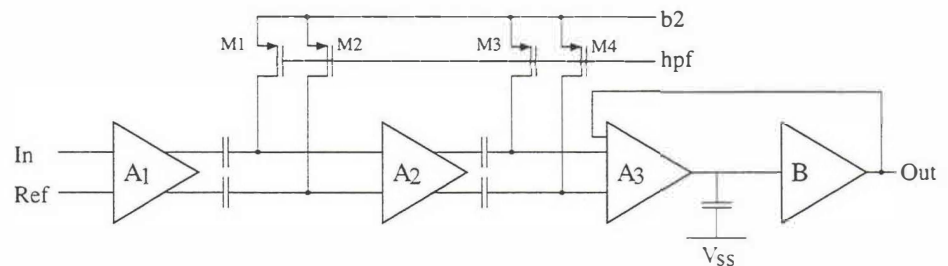 b2
M1 M2 M3 M4
hpf
In
A1 A2 A3 B Out
Ref
VSS